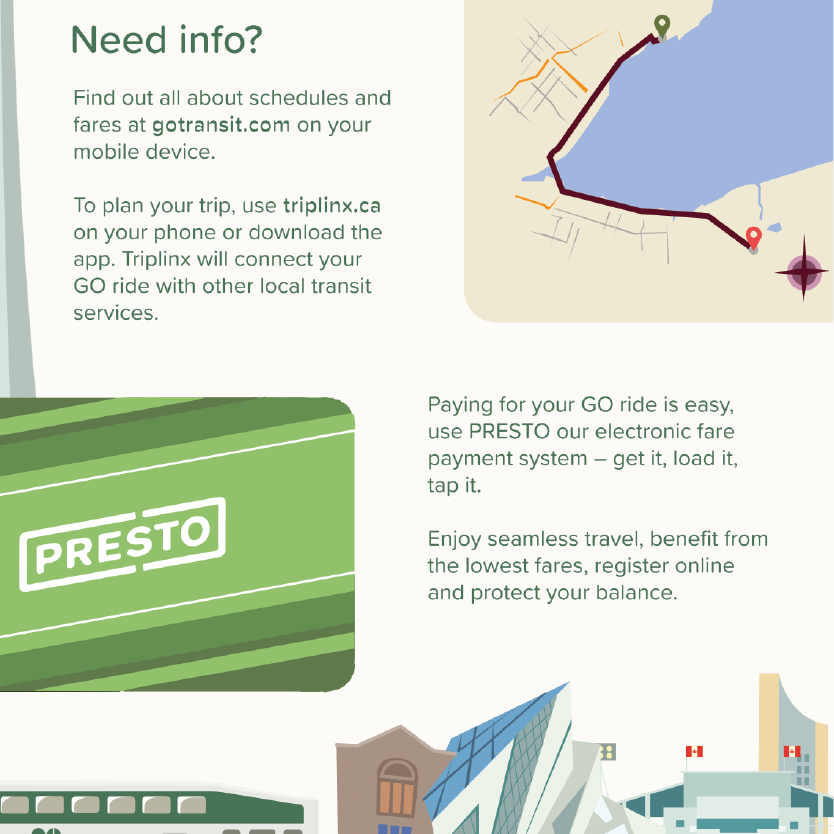 Need info?
Find out all about schedules and
fares at gotransit.com on your
mobile device.
To plan your trip, use triplinx.ca
on your phone or download the
app. Triplinx will connect your
GO ride with other local transit
services.
Paying for your GO ride is easy,
use PRESTO our electronic fare
payment system – get it, load it,
tap it.
Enjoy seamless travel, benefit from
the lowest fares, register online
and protect your balance.
PRESTO